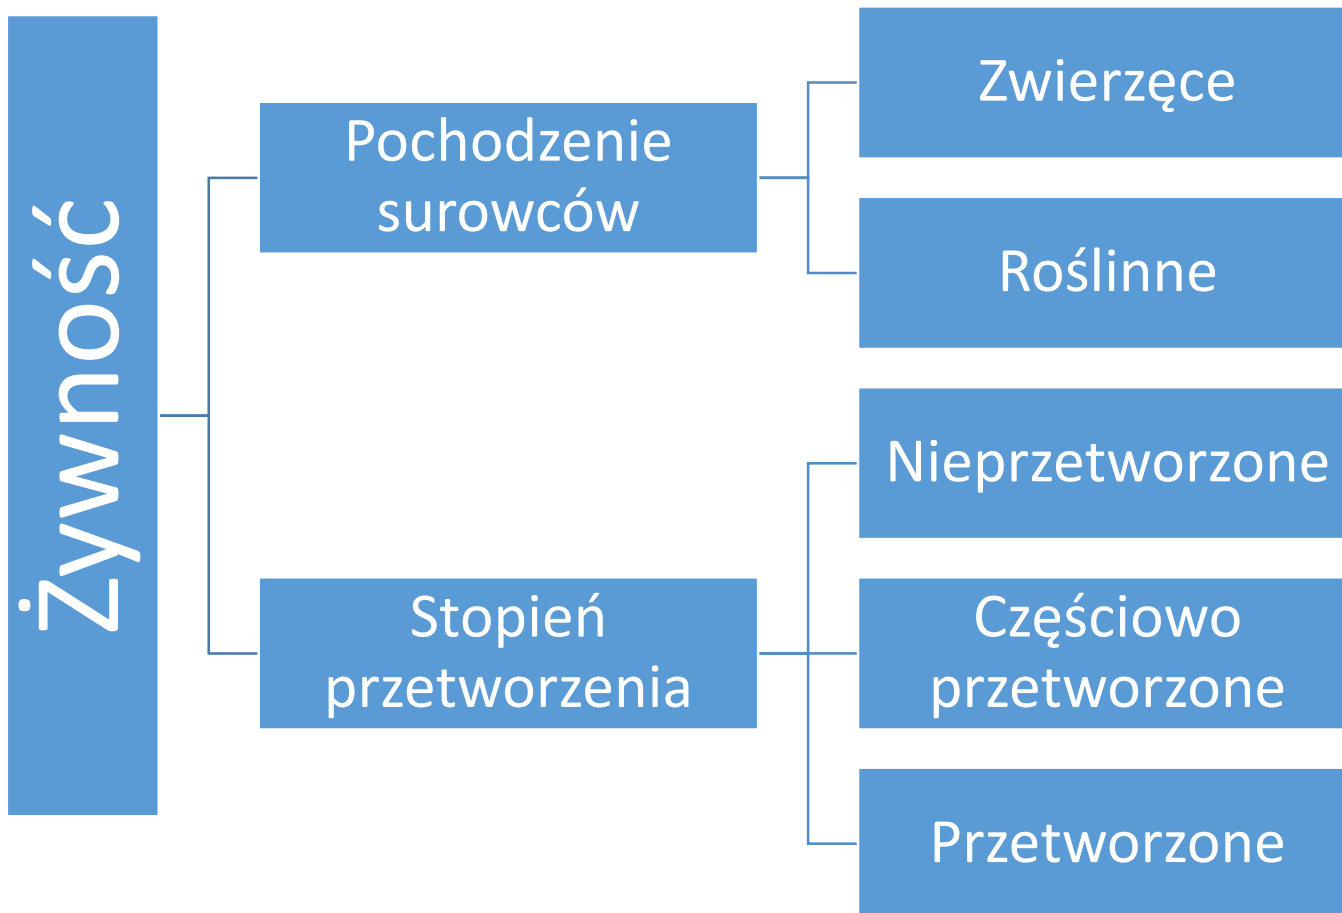 Żywność
Pochodzenie
surowców
Zwierzęce
Roślinne
Stopień
przetworzenia
Nieprzetworzone
Częściowo
przetworzone
Przetworzone